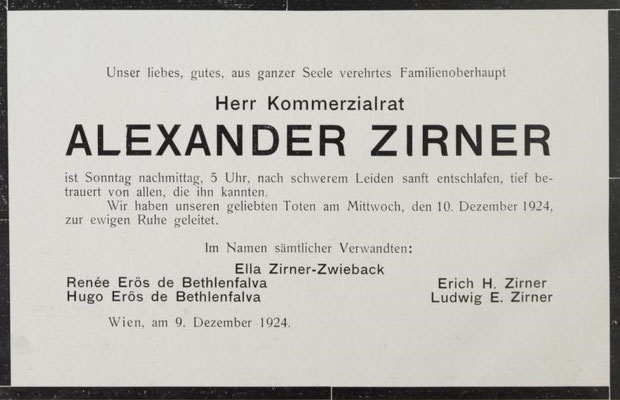 Unser liebes, gutes, aus ganzer Seele verehrtes Familienoberhaupt
Herr Kommerzialrat
ALEXANDER ZIRNER
ist Sonntag nachmittag, 5 Uhr, nach schwerem Leiden sanft entschlafen, tief be-
trauert von allen, die ihn kannten.
Wir haben unseren geliebten Toten am Mittwoch, den 10. Dezember 1924,
zur ewigen Ruhe geleitet.
Im Namen sämtlicher Verwandten:
Ella Zirner-Zwieback
Renée Erös de Bethlenfalva Erich H. Zirner
Hugo Erös de Bethlenfalva Ludwig E. Zirner
Wien, am 9. Dezember 1924.